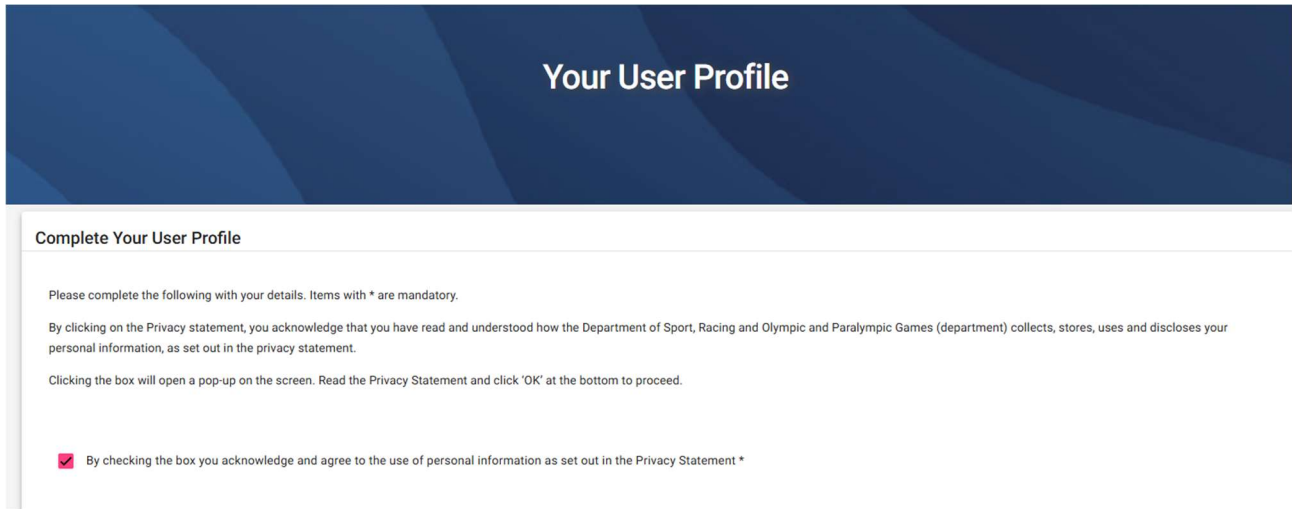 Your User Profile
Complete Your User Profile
Please complete the following with your details. Items with * are mandatory.
By clicking on the Privacy statement, you acknowledge that you have read and understood how the Department of Sport, Racing and Olympic and Paralympic Games (department) collects, stores, uses and discloses your
personal information, as set out in the privacy statement.
Clicking the box will open a pop-up on the screen. Read the Privacy Statement and click ‘OK’ at the bottom to proceed.
By checking the box you acknowledge and agree to the use of personal information as set out in the Privacy Statement *